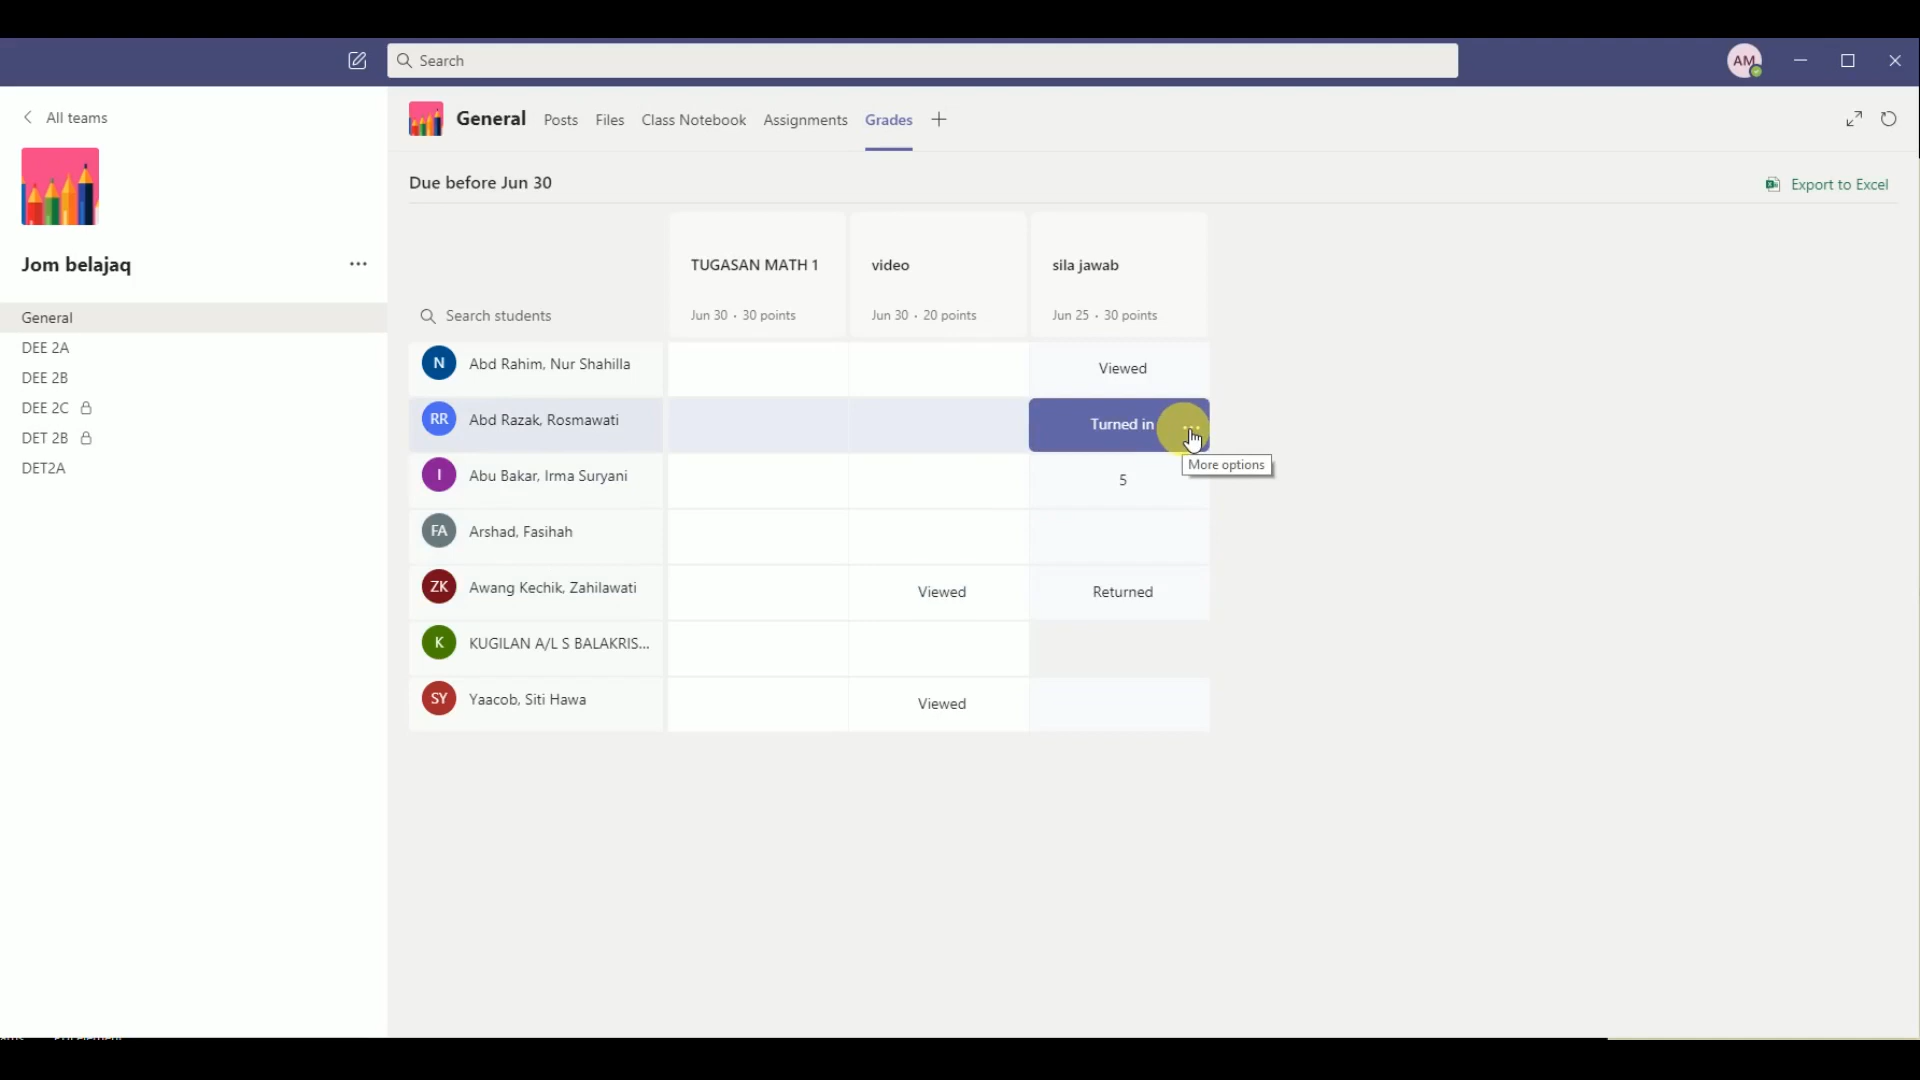 Search
AM
All teams
General Posts Files Class Notebook Assignments Grades
Due before Jun 30
Export to Excel
Jom belajaq
General
DEE 2A
DEE 2B
DEE 2C
DET 2B
DET2A
TUGASAN MATH 1 video sila jawab
Search students
Jun 30 • 30 points Jun 30 • 20 points Jun 25 • 30 points
N Abd Rahim, Nur Shahilla Viewed
RR Abd Razak, Rosmawati Turned in
More options
I Abu Bakar, Irma Suryani 5
FA Arshad, Fasihah
ZK Awang Kechik, Zahilawati Viewed Returned
K KUGILAN A/L S BALAKRIS...
SY Yaacob, Siti Hawa Viewed